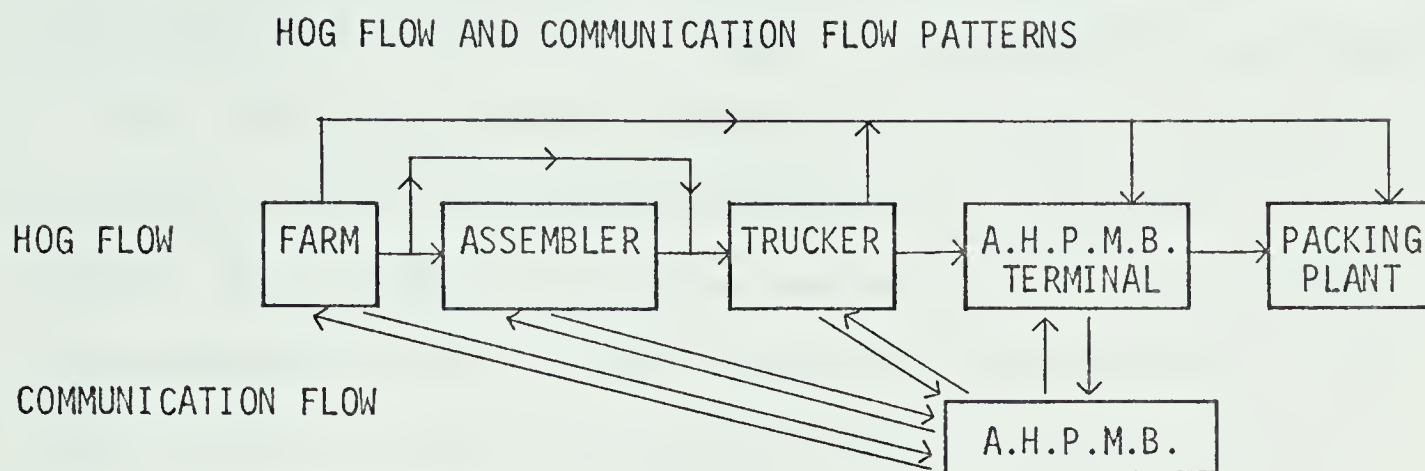 HOG FLOW AND COMMUNICATION FLOW PATTERNS
HOG FLOW
FARM
ASSEMBLER
TRUCKER
A.H.P.M.B.
TERMINAL
PACKING
PLANT
COMMUNICATION FLOW
A.H.P.M.B.